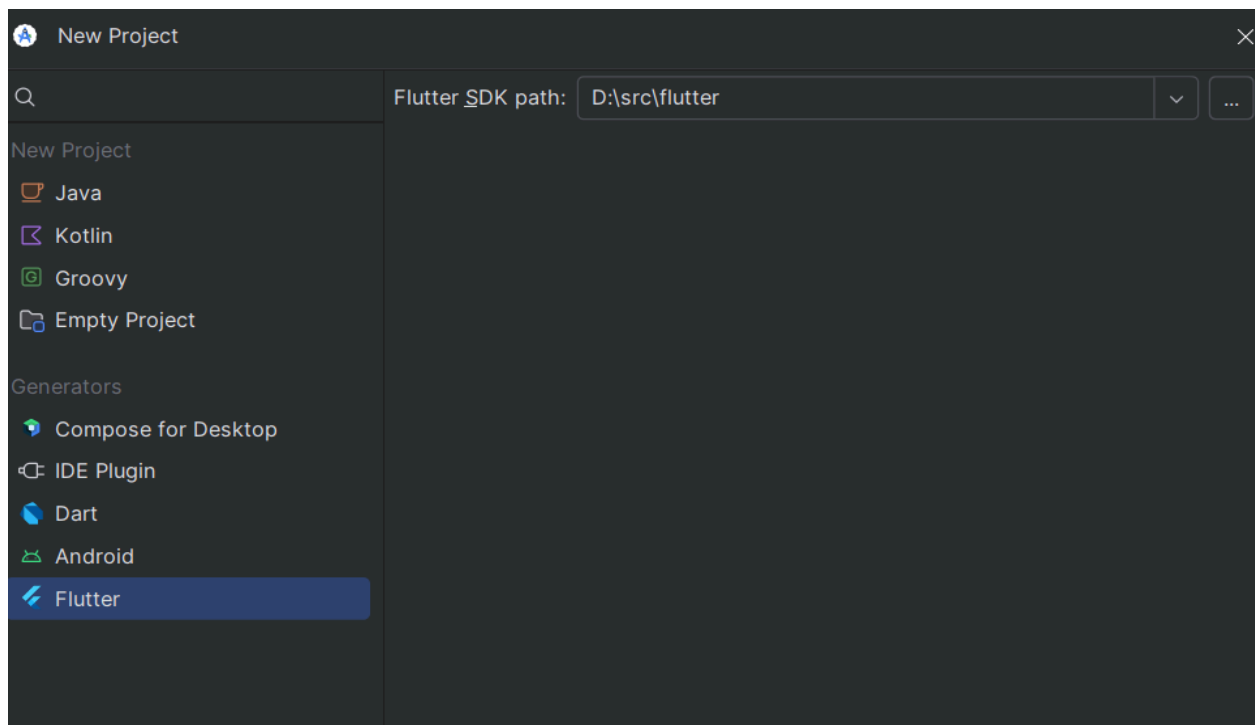 New Project
Flutter SDK path: D:\src\flutter ...
New Project
Java
Kotlin
G Groovy
Empty Project
Generators
Compose for Desktop
IDE Plugin
Dart
Android
Flutter